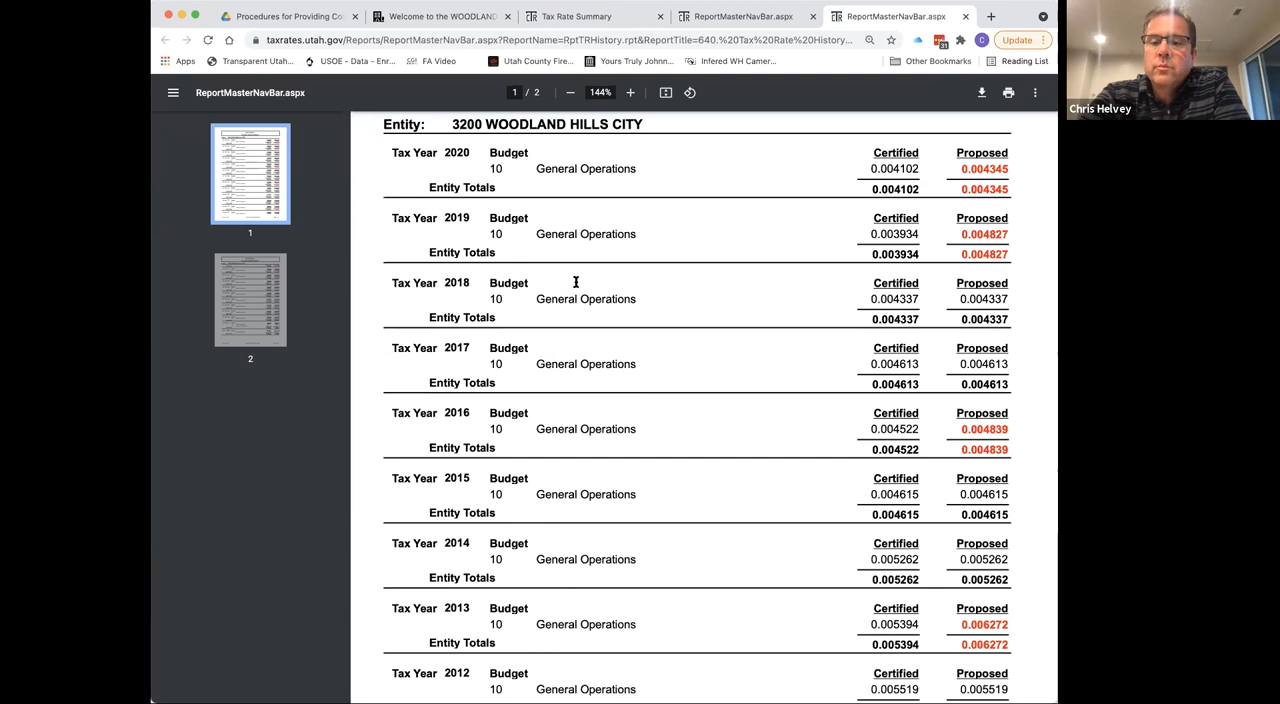 Procedures for Providing Co
Welcome to the WOODLAND
Tax Rate Summary
ReportMasterNavBar.aspx
ReportMasterNavBar.aspx
taxrates.utah.gov/Reports/ReportMasterNavBar.aspx?ReportName=RptTRHistory.rpt&ReportTitle=640.%20Tax%20Rate%20History...
31
C
Update
Apps
Transparent Utah...
USOE - Data - Enr...
FA Video
Utah County Fire...
Yours Truly Johnn...
Infered WH Camer...
Other Bookmarks
Reading List
ReportMasterNavBar.aspx
1 / 2
144%
Chris Helvey
1
2
Entity: 3200 WOODLAND HILLS CITY
Tax Year 2020 Budget Certified Proposed
10 General Operations 0.004102 0.004345
Entity Totals 0.004102 0.004345
Tax Year 2019 Budget Certified Proposed
10 General Operations 0.003934 0.004827
Entity Totals 0.003934 0.004827
Tax Year 2018 Budget Certified Proposed
10 General Operations 0.004337 0.004337
Entity Totals 0.004337 0.004337
Tax Year 2017 Budget Certified Proposed
10 General Operations 0.004613 0.004613
Entity Totals 0.004613 0.004613
Tax Year 2016 Budget Certified Proposed
10 General Operations 0.004522 0.004839
Entity Totals 0.004522 0.004839
Tax Year 2015 Budget Certified Proposed
10 General Operations 0.004615 0.004615
Entity Totals 0.004615 0.004615
Tax Year 2014 Budget Certified Proposed
10 General Operations 0.005262 0.005262
Entity Totals 0.005262 0.005262
Tax Year 2013 Budget Certified Proposed
10 General Operations 0.005394 0.006272
Entity Totals 0.005394 0.006272
Tax Year 2012 Budget Certified Proposed
10 General Operations 0.005519 0.005519